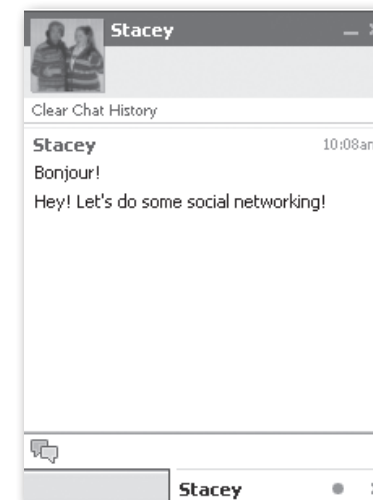 Stacey
Clear Chat History
Stacey 10:08am
Bonjour!
Hey! Let's do some social networking!
Stacey